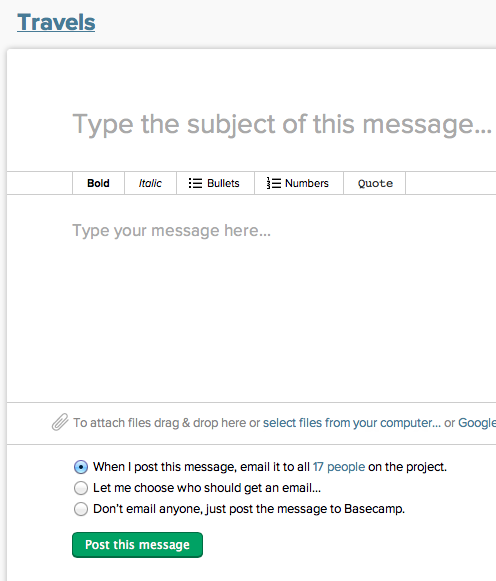 Travels
Type the subject of this message...
Bold Italic Bullets Numbers Quote
Type your message here...
To attach files drag & drop here or select files from your computer... or Google
When I post this message, email it to all 17 people on the project.
Let me choose who should get an email...
Don't email anyone, just post the message to Basecamp.
Post this message